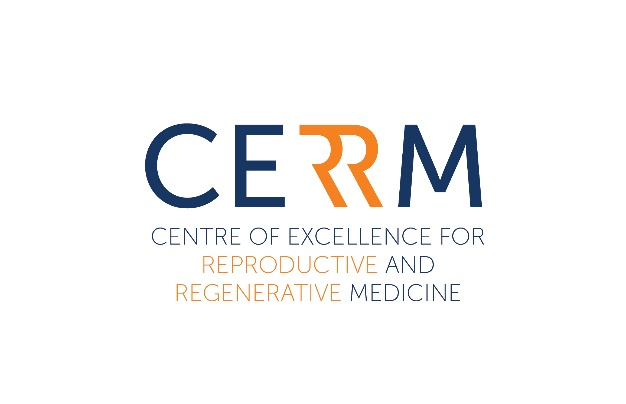 CERRM
CENTRE OF EXCELLENCE FOR
REPRODUCTIVE AND
REGENERATIVE MEDICINE